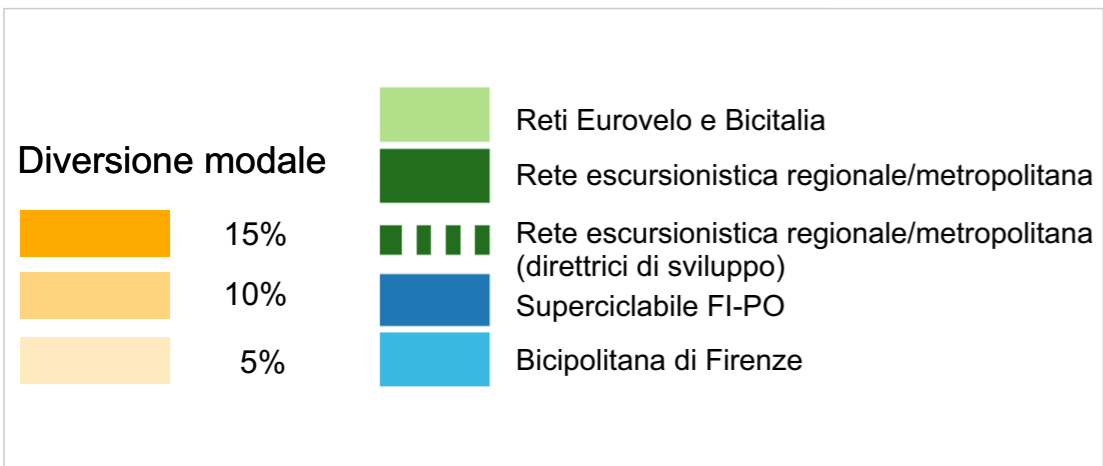 Diversione modale
15%
10%
5%
Reti Eurovelo e Bicitalia
Rete escursionistica regionale/metropolitana
Rete escursionistica regionale/metropolitana
(direttrici di sviluppo)
Superciclabile FI-PO
Bicipolitana di Firenze